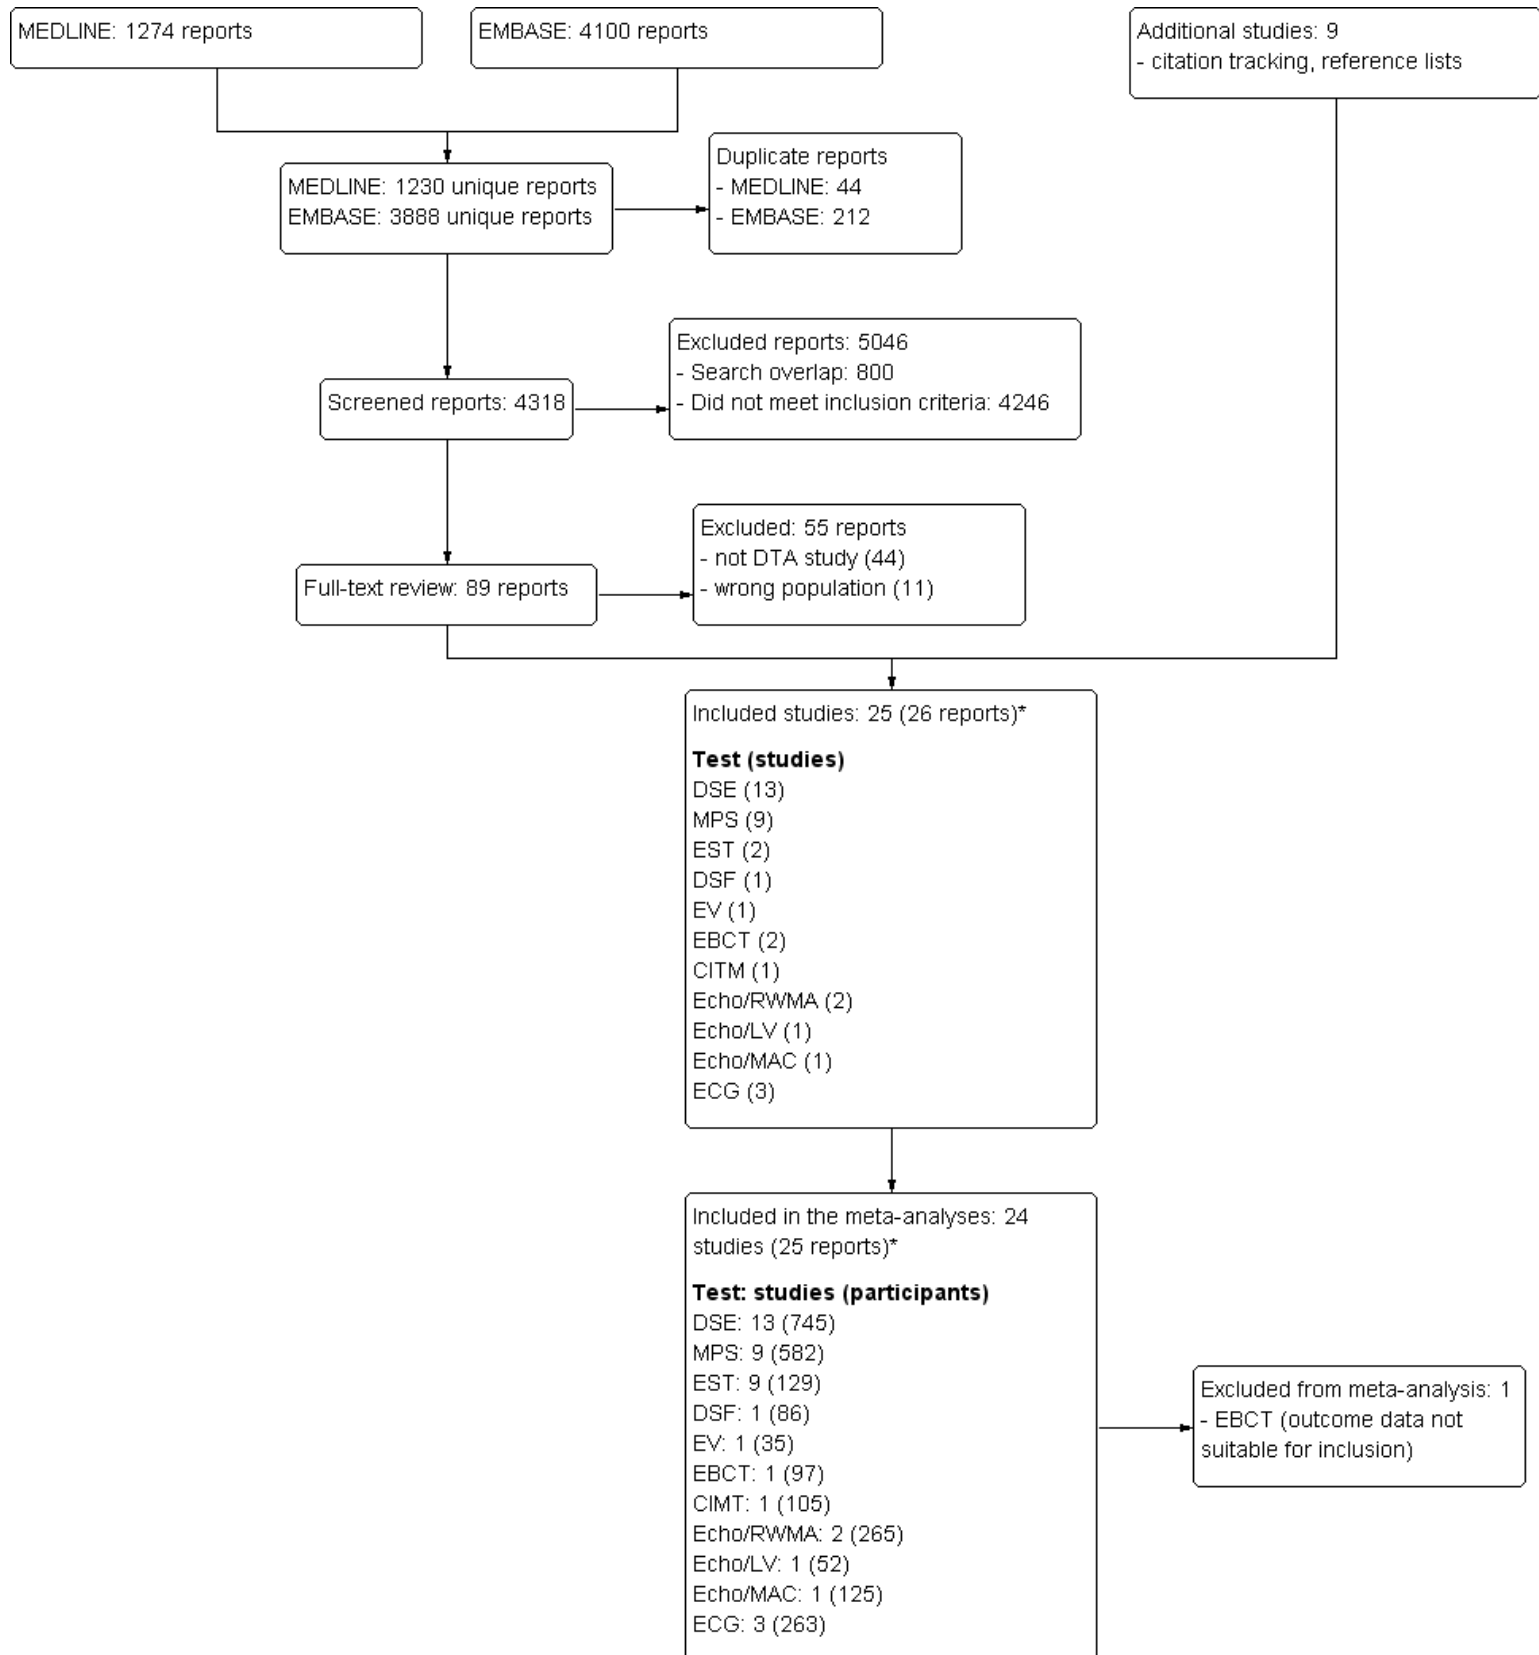 MEDLINE: 1274 reports
EMBASE: 4100 reports
Additional studies: 9
- citation tracking, reference lists
MEDLINE: 1230 unique reports
EMBASE: 3888 unique reports
Duplicate reports
- MEDLINE: 44
- EMBASE: 212
Screened reports: 4318
Excluded reports: 5046
- Search overlap: 800
- Did not meet inclusion criteria: 4246
Full-text review: 89 reports
Excluded: 55 reports
- not DTA study (44)
- wrong population (11)
Included studies: 25 (26 reports)*
Test (studies)
DSE (13)
MPS (9)
EST (2)
DSF (1)
EV (1)
EBCT (2)
CITM (1)
Echo/RWMA (2)
Echo/LV (1)
Echo/MAC (1)
ECG (3)
Included in the meta-analyses: 24
studies (25 reports)*
Test: studies (participants)
DSE: 13 (745)
MPS: 9 (582)
EST: 9 (129)
DSF: 1 (86)
EV: 1 (35)
EBCT: 1 (97)
CIMT: 1 (105)
Echo/RWMA: 2 (265)
Echo/LV: 1 (52)
Echo/MAC: 1 (125)
ECG: 3 (263)
Excluded from meta-analysis: 1
- EBCT (outcome data not
suitable for inclusion)